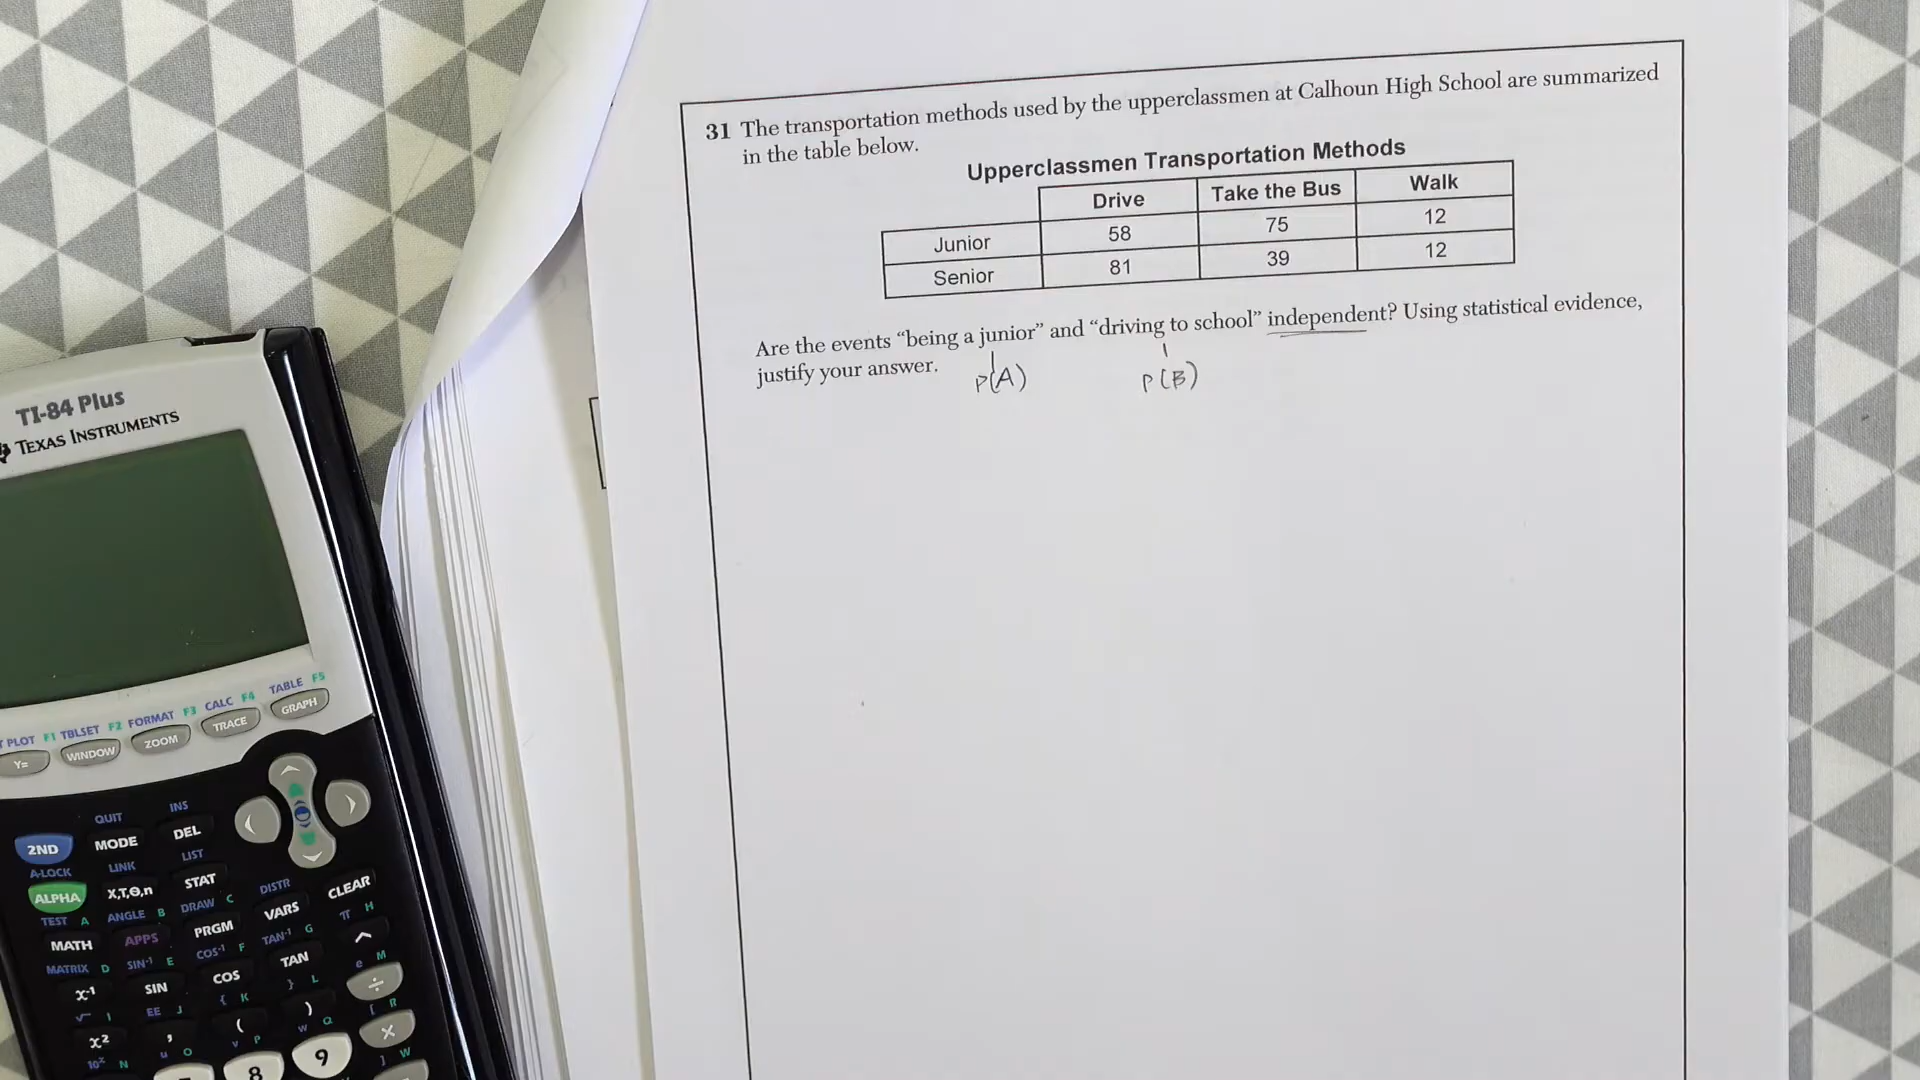 31 The transportation methods used by the upperclassmen at Calhoun High School are summarized
in the table below.
Upperclassmen Transportation Methods
Drive Take the Bus Walk
Junior 58 75 12
Senior 81 39 12
Are the events “being a junior” and “driving to school” independent? Using statistical evidence,
justify your answer.
P(A) P(B)
TI-84 Plus
TEXAS INSTRUMENTS
PLOT F1 TBLSET F2 FORMAT F3 CALC F4 TABLE F5
Y= WINDOW ZOOM TRACE GRAPH
QUIT INS
2ND MODE DEL
A-LOCK LINK LIST
ALPHA X,T,Θ,n STAT
TEST A ANGLE B DRAW C DISTR
MATH APPS PRGM VARS CLEAR
MATRIX D SIN-1 E COS-1 F TAN-1 G π H
x-1 SIN COS TAN ^
√ I EE J { K } L e M
x² , ( ) ÷
10x N u O v P w Q [ R
8 9 ×
] W